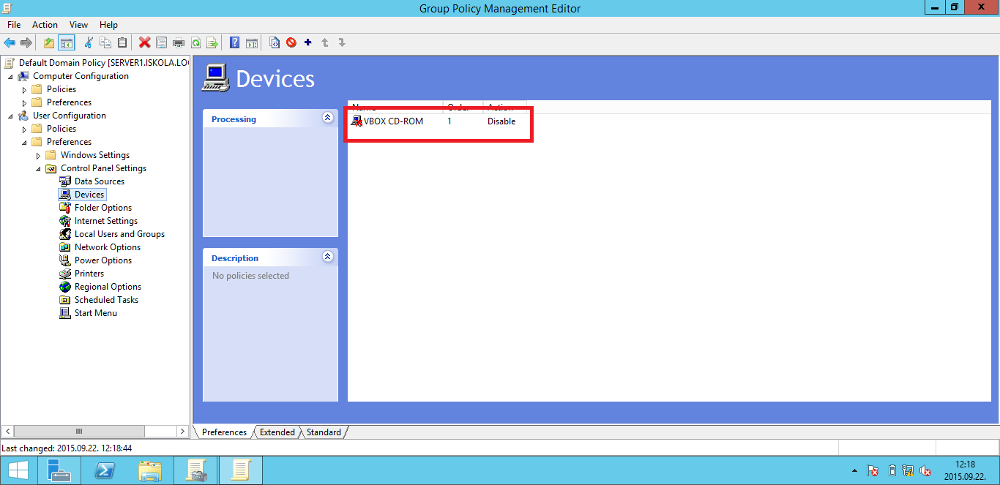 Group Policy Management Editor
File Action View Help
Default Domain Policy [SERVER1.ISKOLA.LO
Computer Configuration
Policies
Preferences
User Configuration
Policies
Preferences
Windows Settings
Control Panel Settings
Data Sources
Devices
Folder Options
Internet Settings
Local Users and Groups
Network Options
Power Options
Printers
Regional Options
Scheduled Tasks
Start Menu
Devices
Processing
Description
No policies selected
Name Order Action
VBOX CD-ROM 1 Disable
Preferences Extended Standard
Last changed: 2015.09.22. 12:18:44
12:18
2015.09.22.